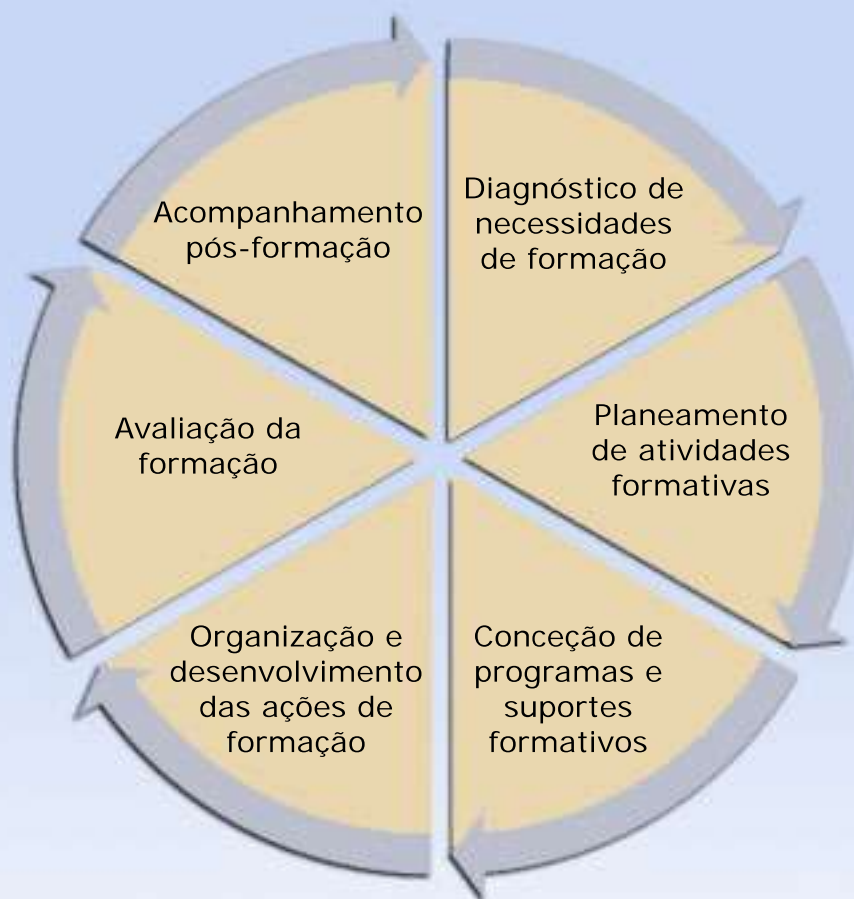 Diagnóstico de
necessidades
de formação
Planeamento
de atividades
formativas
Conceção de
programas e
suportes
formativos
Organização e
desenvolvimento
das ações de
formação
Avaliação da
formação
Acompanhamento
pós-formação